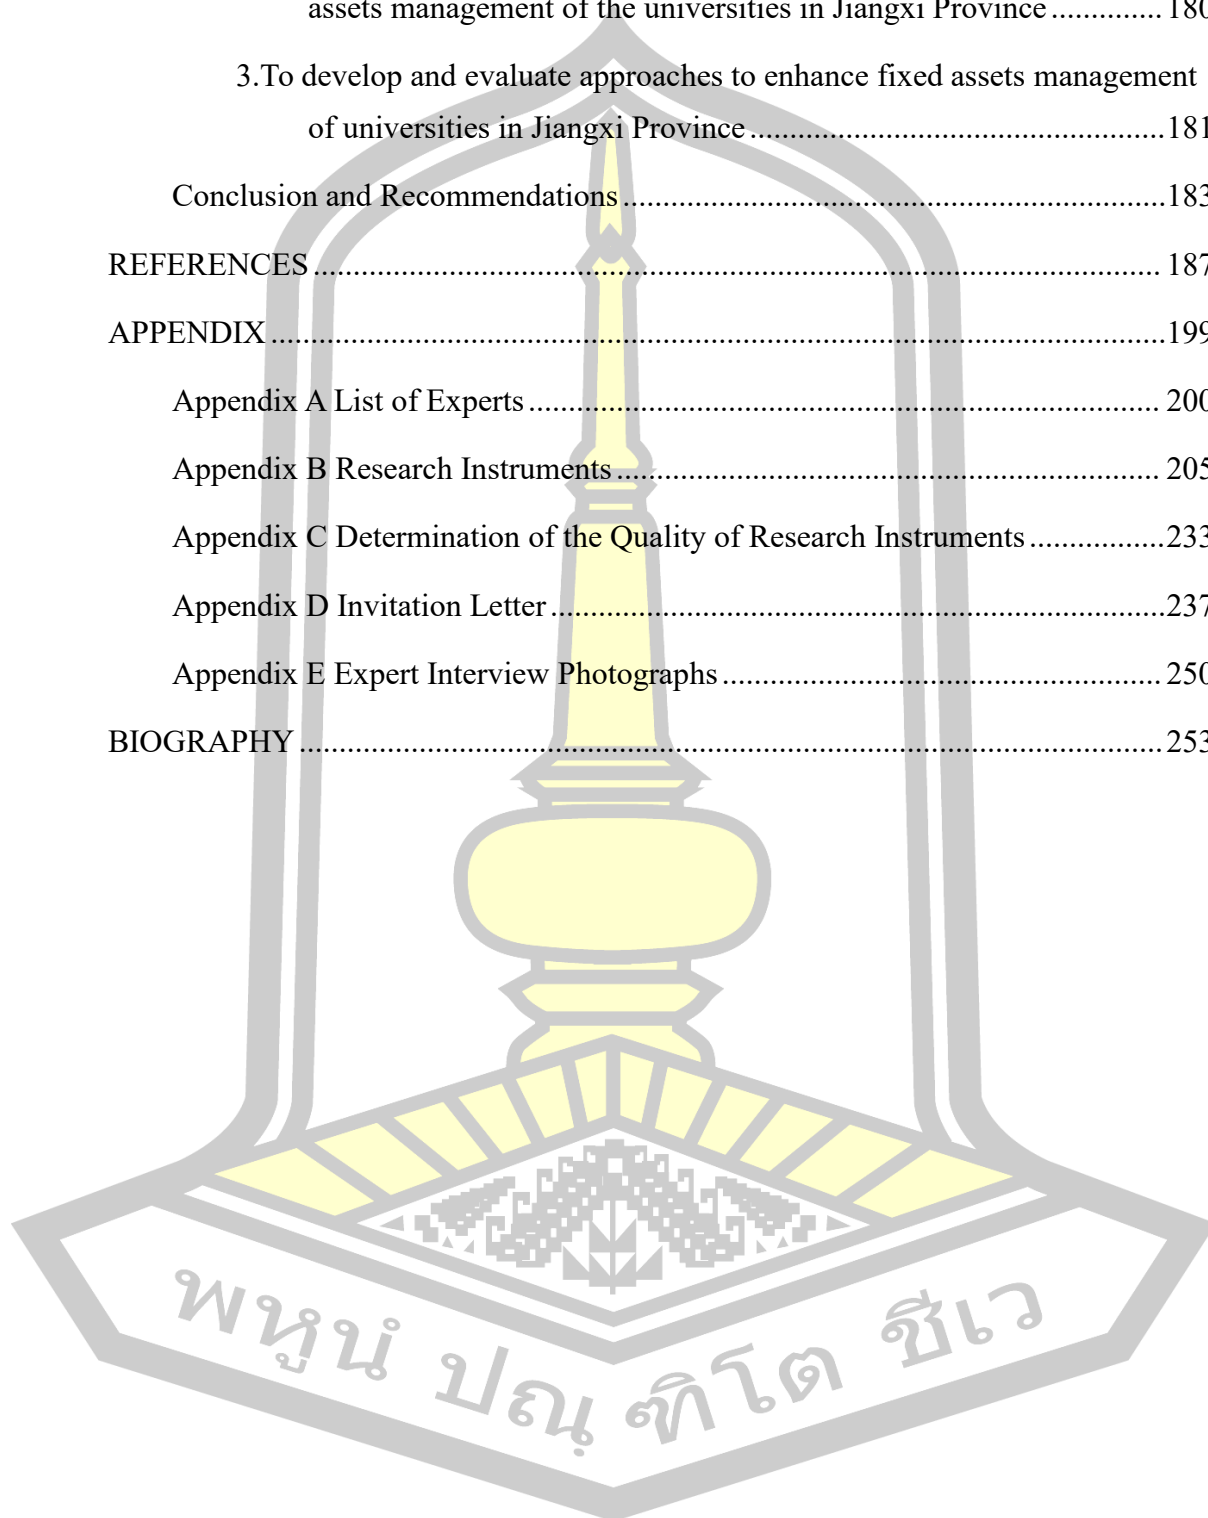 assets management of the universities in Jiangxi Province ............. 180
3.To develop and evaluate approaches to enhance fixed assets management
of universities in Jiangxi Province ................................................. 181
Conclusion and Recommendations ................................................................ 183
REFERENCES .................................................................................................... 187
APPENDIX ......................................................................................................... 199
Appendix A List of Experts ........................................................................... 200
Appendix B Research Instruments ................................................................. 205
Appendix C Determination of the Quality of Research Instruments ................ 233
Appendix D Invitation Letter ......................................................................... 237
Appendix E Expert Interview Photographs .................................................... 250
BIOGRAPHY ...................................................................................................... 253
พหูนํ ปณฺฑิโต ชีเว